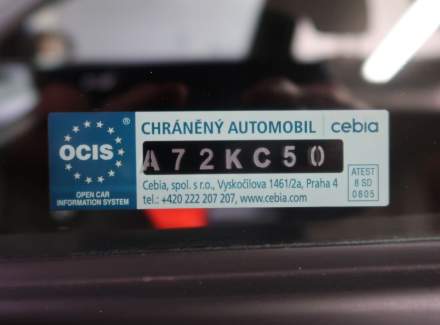 CHRÁNĚNÝ AUTOMOBIL cebia
OCIS ®
A72KC50
OPEN CAR
INFORMATION SYSTEM
Cebia, spol. s r.o., Vyskočilova 1461/2a, Praha 4
tel.: +420 222 207 207, www.cebia.com
ATEST
8 SD
0805